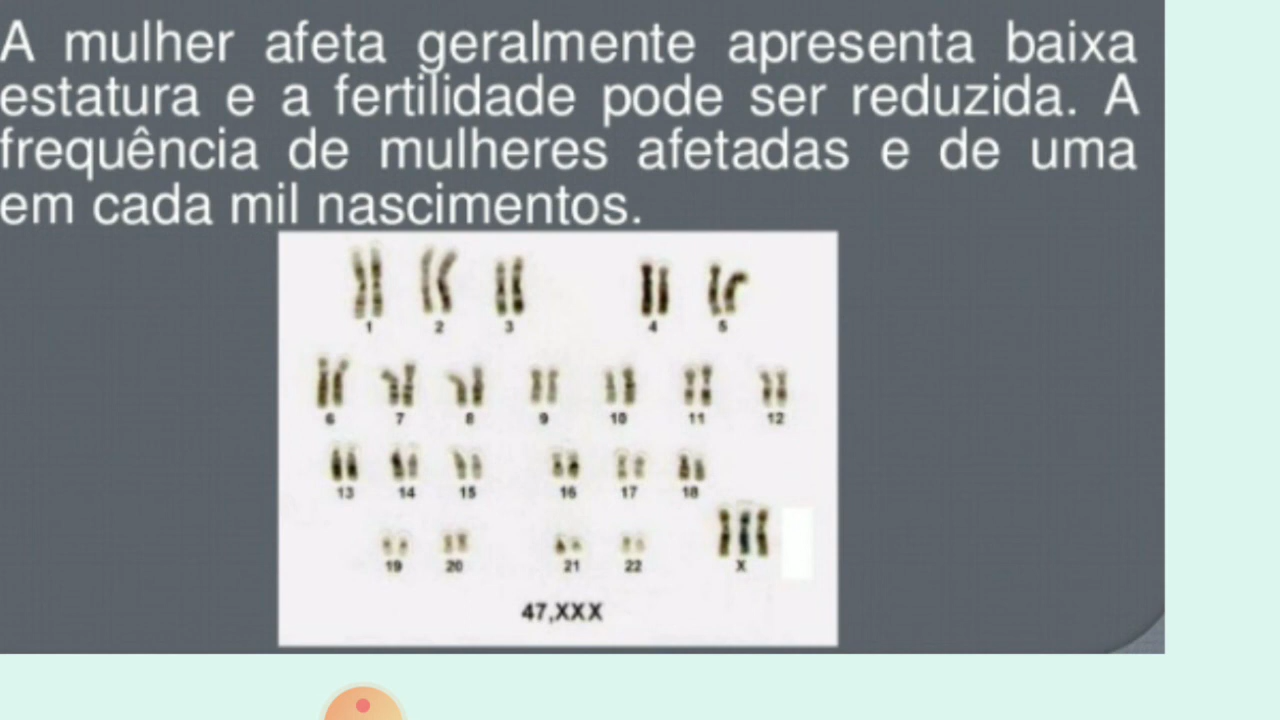 A mulher afeta geralmente apresenta baixa
estatura e a fertilidade pode ser reduzida. A
frequência de mulheres afetadas e de uma
em cada mil nascimentos.
1 2 3 4 5
6 7 8 9 10 11 12
13 14 15 16 17 18
19 20 21 22 X
47,XXX